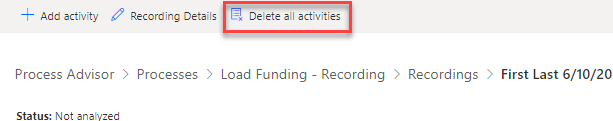 Add activity Recording Details Delete all activities
Process Advisor > Processes > Load Funding - Recording > Recordings > First Last 6/10/20
Status: Not analyzed